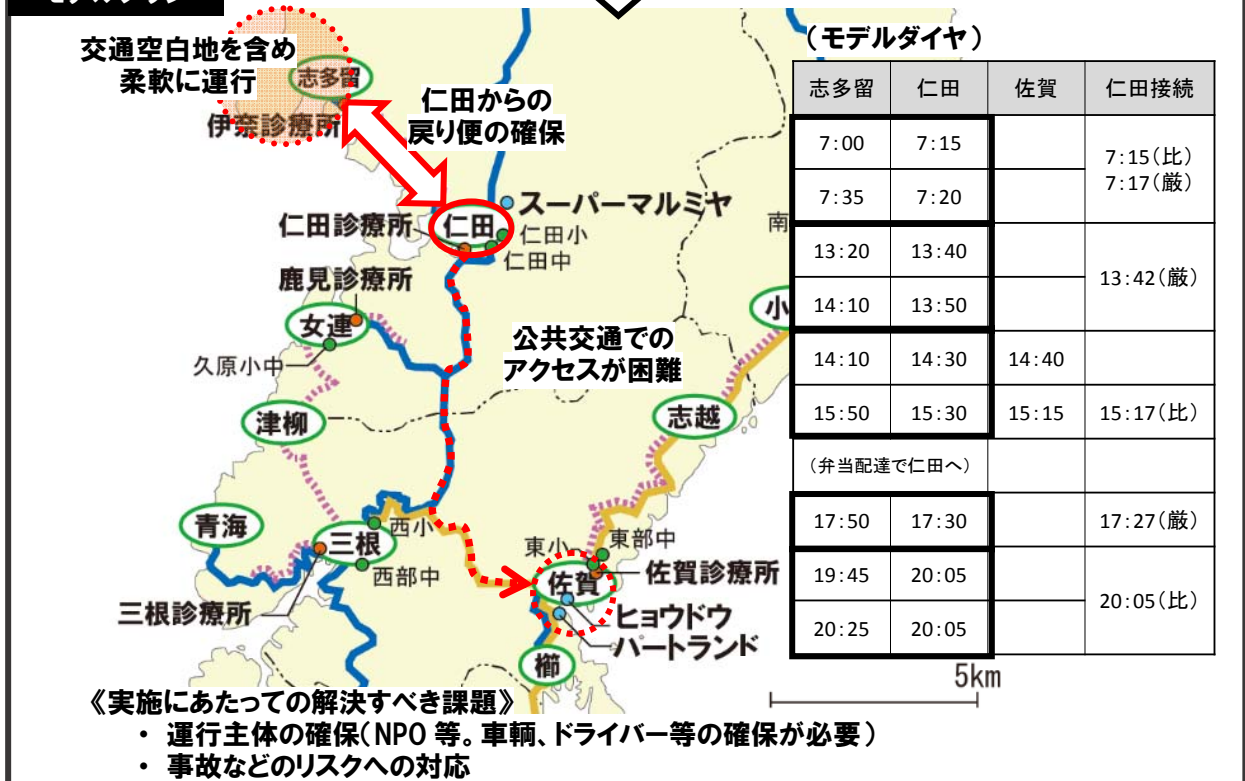 交通空白地を含め
柔軟に運行
志多留
伊奈診療所
仁田からの
戻り便の確保
スーパーマルミヤ
仁田診療所
仁田
仁田小
仁田中
鹿見診療所
女連
久原小中
公共交通での
アクセスが困難
南
小
志越
津柳
青海
三根
西小
西部中
三根診療所
東小
東部中
佐賀
佐賀診療所
ヒョウドウ
ハートランド
櫛
(モデルダイヤ)
志多留 仁田 佐賀 仁田接続
7:00 7:15 7:15(比)
7:17(厳)
7:35 7:20
13:20 13:40 13:42(厳)
14:10 13:50
14:10 14:30 14:40
15:50 15:30 15:15 15:17(比)
(弁当配達で仁田へ)
17:50 17:30 17:27(厳)
19:45 20:05 20:05(比)
20:25 20:05
5km
《実施にあたっての解決すべき課題》
・ 運行主体の確保(NPO 等。車輌、ドライバー等の確保が必要)
・ 事故などのリスクへの対応